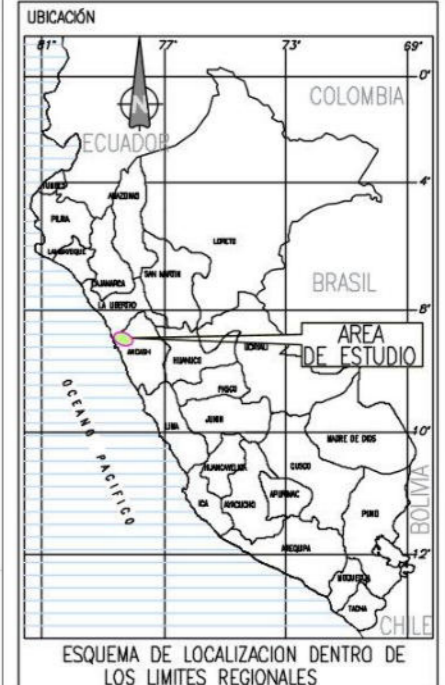 UBICACIÓN
81°
77°
73°
69°
0°
N
COLOMBIA
ECUADOR
4°
TUMBES
AMAZONAS
PIURA
LORETO
LAMBAYEQUE
CAJAMARCA
SAN MARTIN
BRASIL
LA LIBERTAD
8°
AREA
DE ESTUDIO
ANCASH
HUANUCO
UCAYALI
PASCO
OCEANO PACIFICO
LIMA
JUNIN
10°
MADRE DE DIOS
HUANCAVELICA
CUSCO
ICA
AYACUCHO
APURIMAC
PUNO
BOLIVIA
AREQUIPA
12°
MOQUEGUA
TACNA
CHILE
ESQUEMA DE LOCALIZACION DENTRO DE
LOS LIMITES REGIONALES